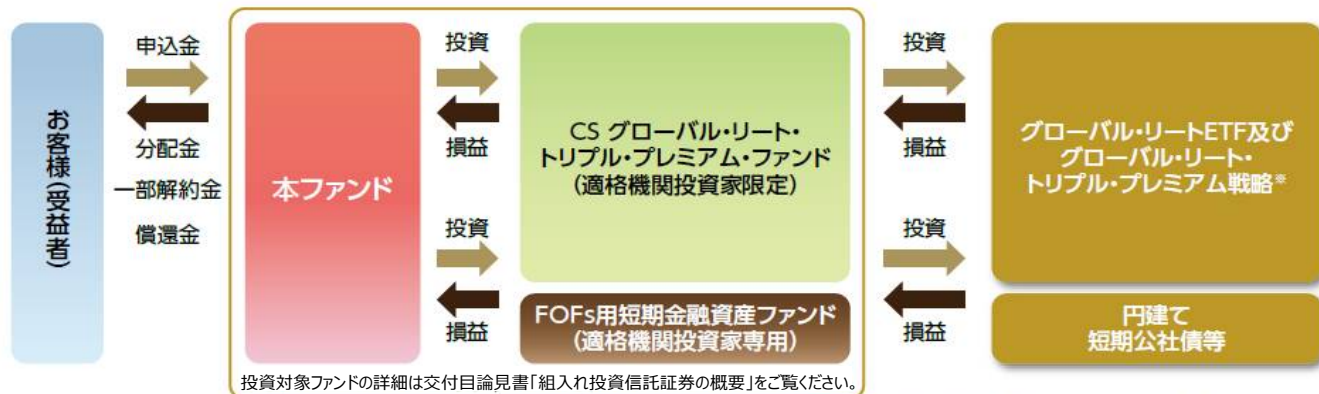 お客様(受益者)
申込金
分配金
一部解約金
償還金
本ファンド
投資
損益
投資
損益
CS グローバル・リート・
トリプル・プレミアム・ファンド
(適格機関投資家限定)
FOFs用短期金融資産ファンド
(適格機関投資家専用)
投資
損益
投資
損益
グローバル・リートETF及び
グローバル・リート・
トリプル・プレミアム戦略※
円建て
短期公社債等
投資対象ファンドの詳細は交付目論見書「組入れ投資信託証券の概要」をご覧ください。